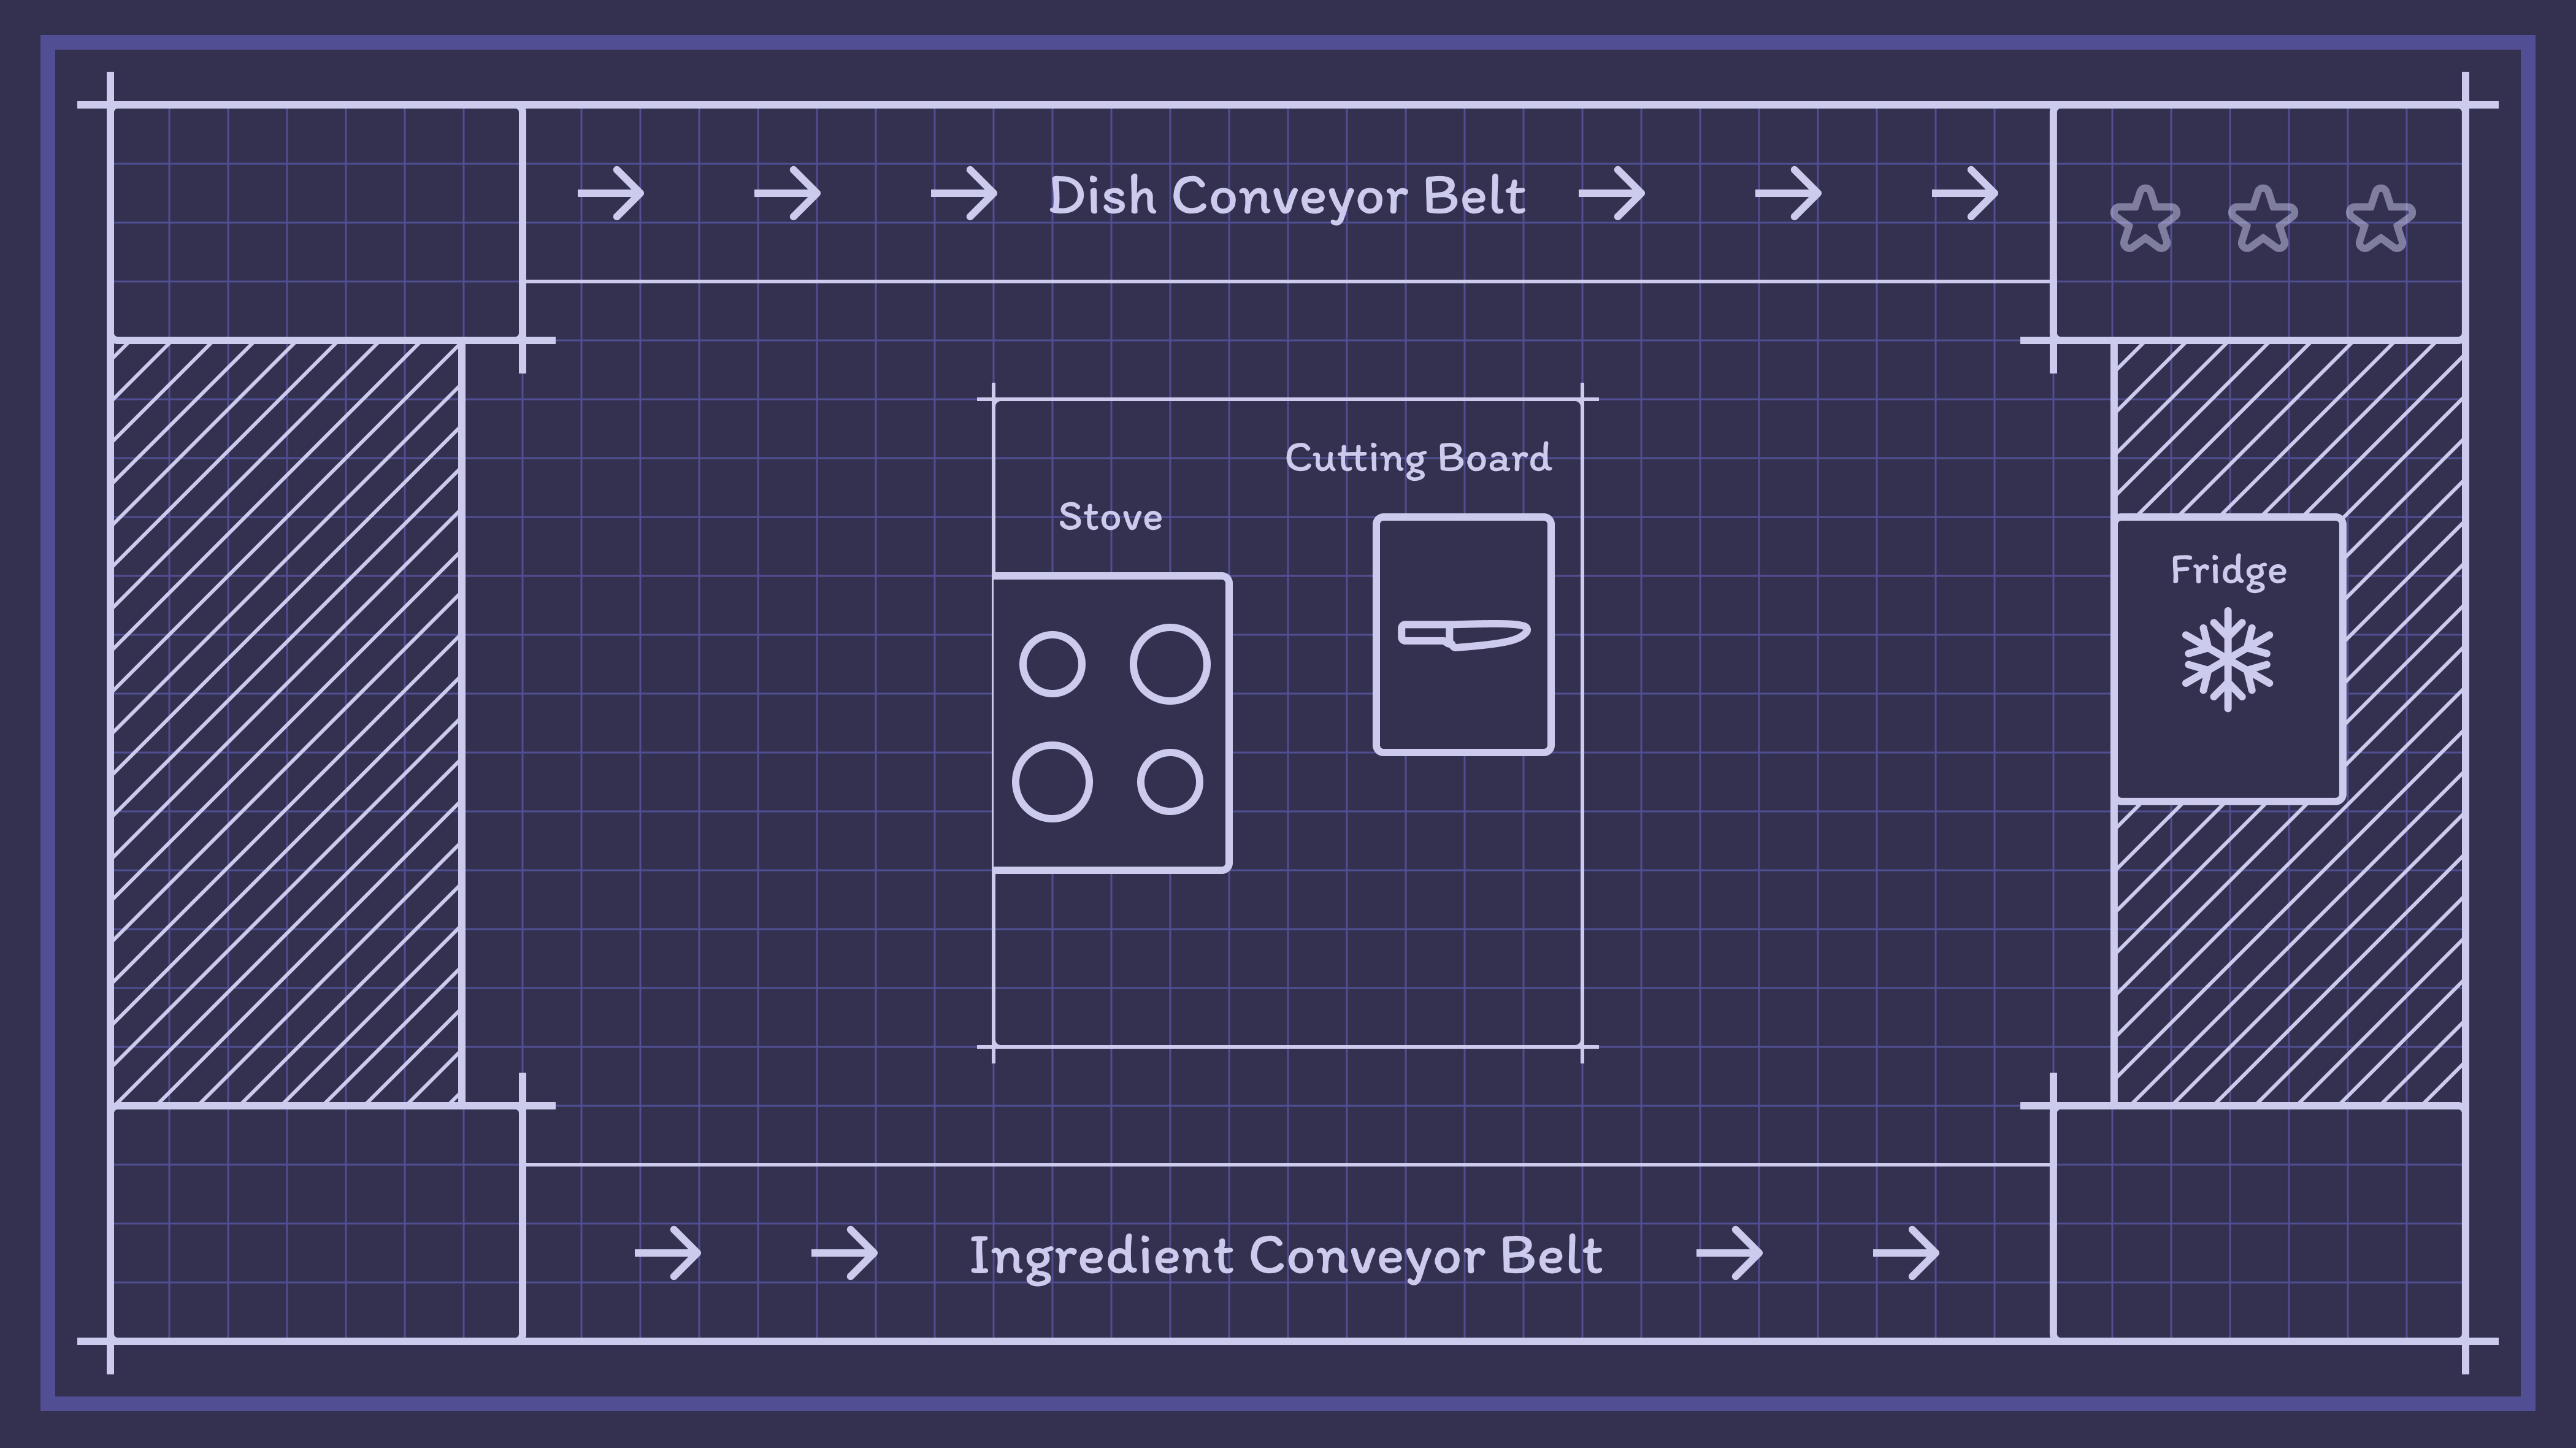 Dish Conveyor Belt
Cutting Board
Stove
Fridge
Ingredient Conveyor Belt